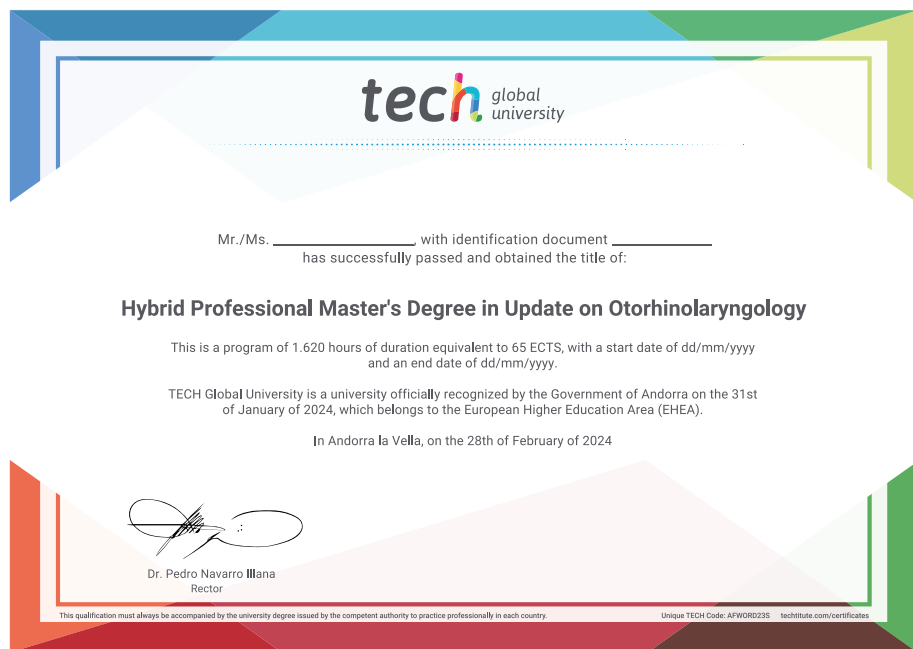 tech global
university
Mr./Ms. ____________________, with identification document ______________
has successfully passed and obtained the title of:
Hybrid Professional Master's Degree in Update on Otorhinolaryngology
This is a program of 1.620 hours of duration equivalent to 65 ECTS, with a start date of dd/mm/yyyy
and an end date of dd/mm/yyyy.
TECH Global University is a university officially recognized by the Government of Andorra on the 31st
of January of 2024, which belongs to the European Higher Education Area (EHEA).
In Andorra la Vella, on the 28th of February of 2024
Dr. Pedro Navarro Illana
Rector
This qualification must always be accompanied by the university degree issued by the competent authority to practice professionally in each country.
Unique TECH Code: AFWORD23S techtitute.com/certificates